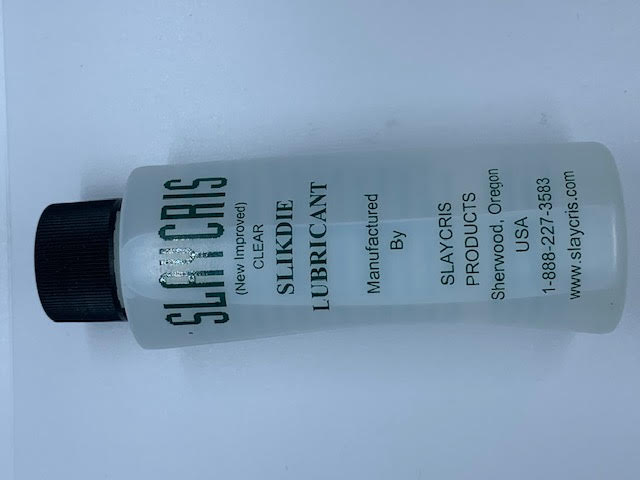 SLAYCRIS
(New Improved)
CLEAR
SLIKDIE
LUBRICANT
Manufactured
By
SLAYCRIS
PRODUCTS
Sherwood, Oregon
USA
1-888-227-3583
www.slaycris.com